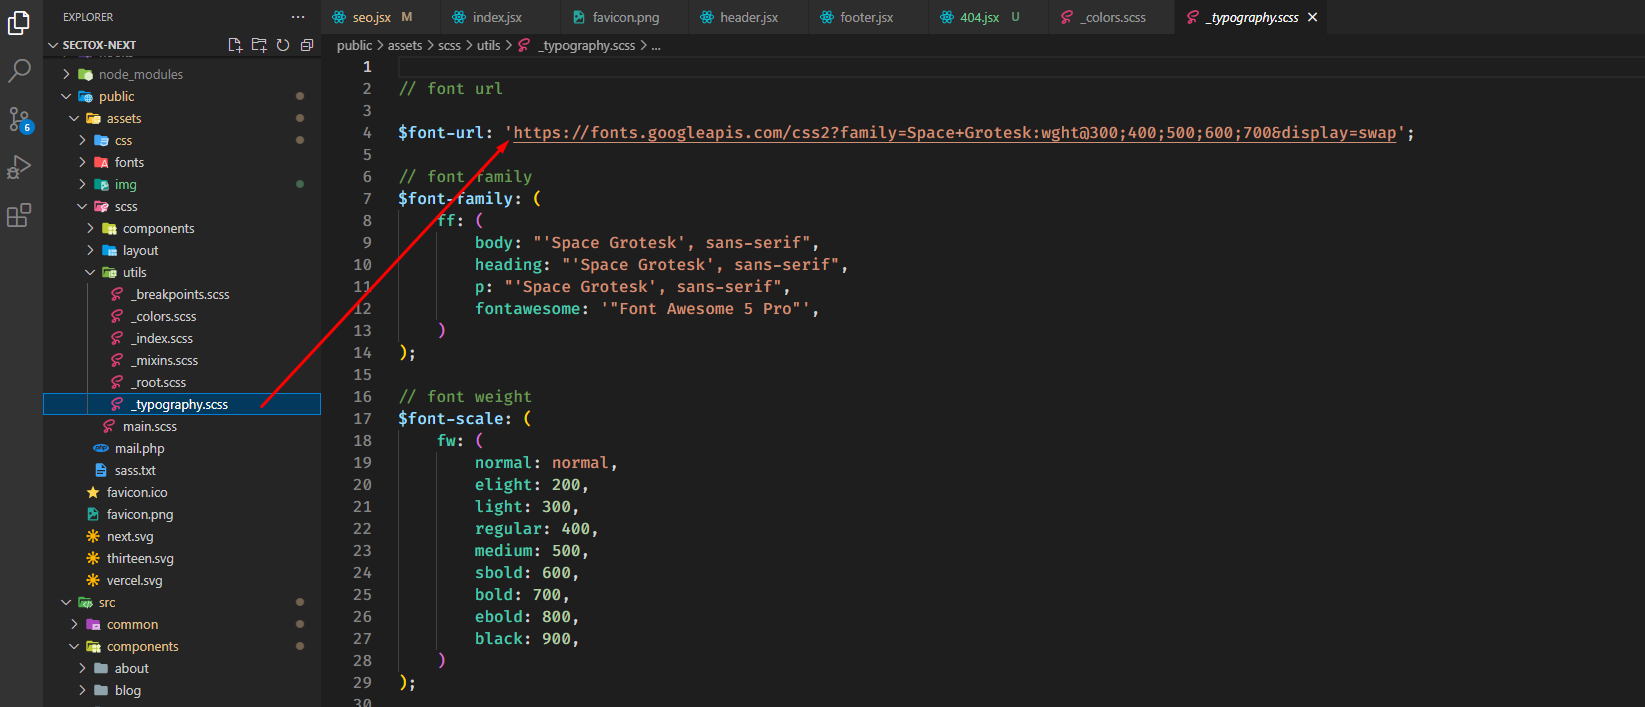 EXPLORER
SECTOX-NEXT
node_modules
public
assets
css
fonts
img
scss
components
layout
utils
_breakpoints.scss
_colors.scss
_index.scss
_mixins.scss
_root.scss
_typography.scss
main.scss
mail.php
sass.txt
favicon.ico
favicon.png
next.svg
thirteen.svg
vercel.svg
src
common
components
about
blog
6
seo.jsx M index.jsx favicon.png header.jsx footer.jsx 404.jsx U _colors.scss _typography.scss
public > assets > scss > utils > _typography.scss > ...
1
2 // font url
3
4 $font-url: 'https://fonts.googleapis.com/css2?family=Space+Grotesk:wght@300;400;500;600;700&display=swap';
5
6 // font family
7 $font-family: (
8 ff: (
9 body: "'Space Grotesk', sans-serif",
10 heading: "'Space Grotesk', sans-serif",
11 p: "'Space Grotesk', sans-serif",
12 fontawesome: '"Font Awesome 5 Pro"',
13 )
14 );
15
16 // font weight
17 $font-scale: (
18 fw: (
19 normal: normal,
20 elight: 200,
21 light: 300,
22 regular: 400,
23 medium: 500,
24 sbold: 600,
25 bold: 700,
26 ebold: 800,
27 black: 900,
28 )
29 );
30